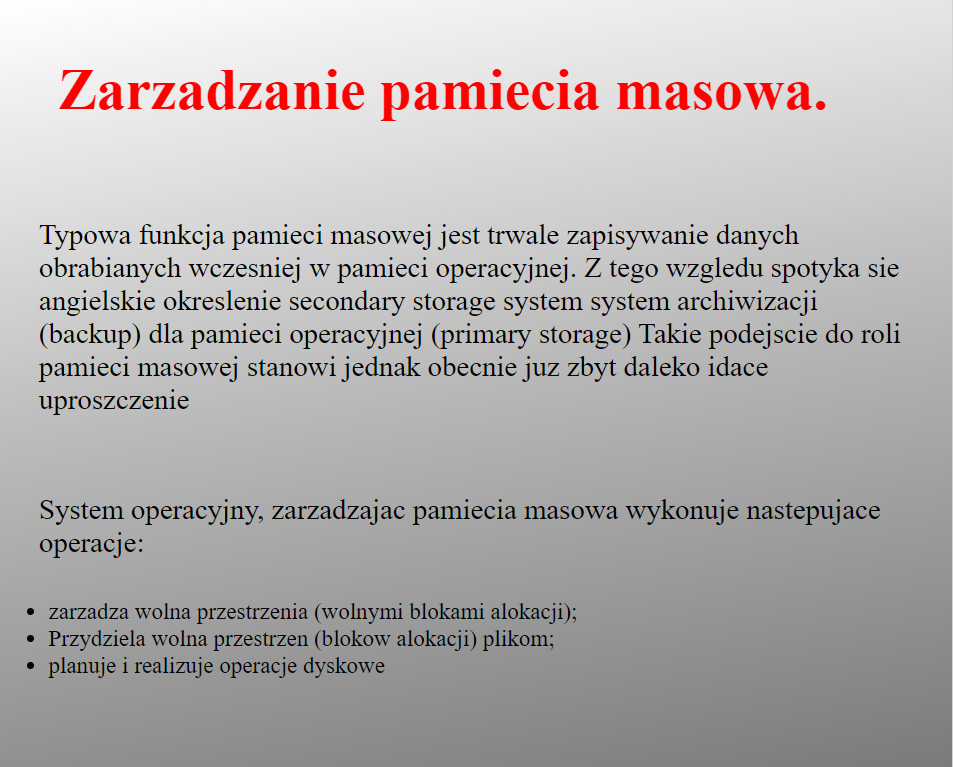 Zarzadzanie pamiecia masowa.
Typowa funkcja pamieci masowej jest trwale zapisywanie danych
obrabianych wczesniej w pamieci operacyjnej. Z tego wzgledu spotyka sie
angielskie okreslenie secondary storage system system archiwizacji
(backup) dla pamieci operacyjnej (primary storage) Takie podejscie do roli
pamieci masowej stanowi jednak obecnie juz zbyt daleko idace
uproszczenie
System operacyjny, zarzadzajac pamiecia masowa wykonuje nastepujace
operacje:
• zarzadza wolna przestrzenia (wolnymi blokami alokacji);
• Przydziela wolna przestrzen (blokow alokacji) plikom;
• planuje i realizuje operacje dyskowe